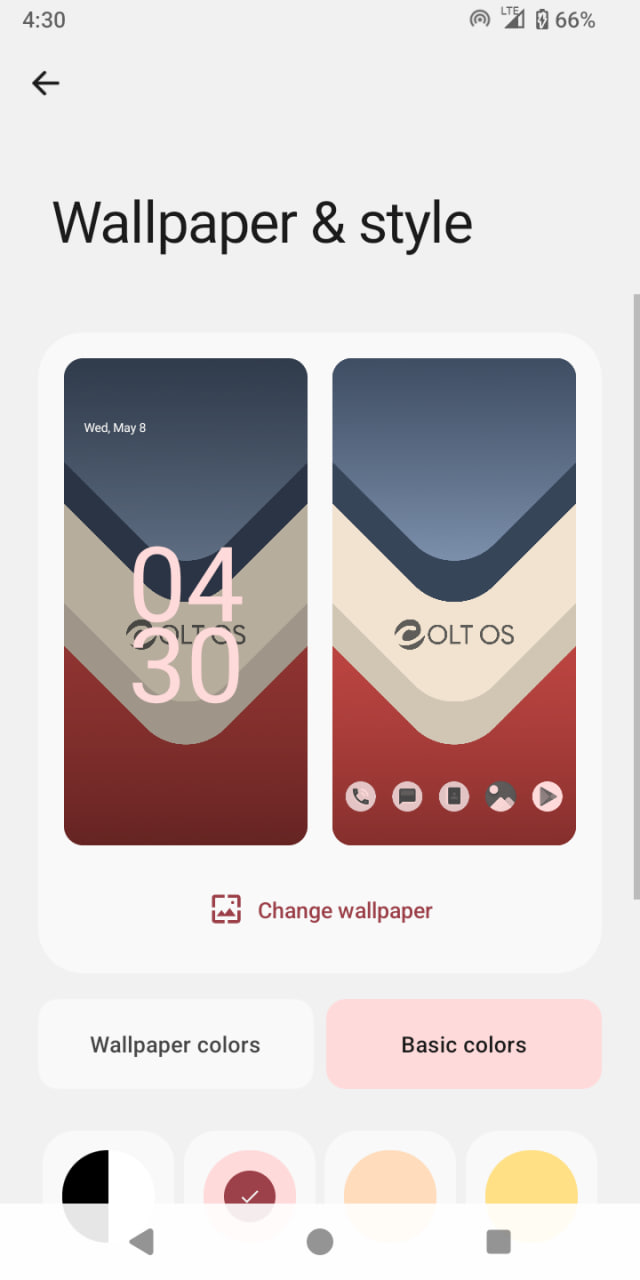 4:30
LTE
66%
Wallpaper & style
Wed, May 8
04
OLT OS
30
OLT OS
Change wallpaper
Wallpaper colors
Basic colors